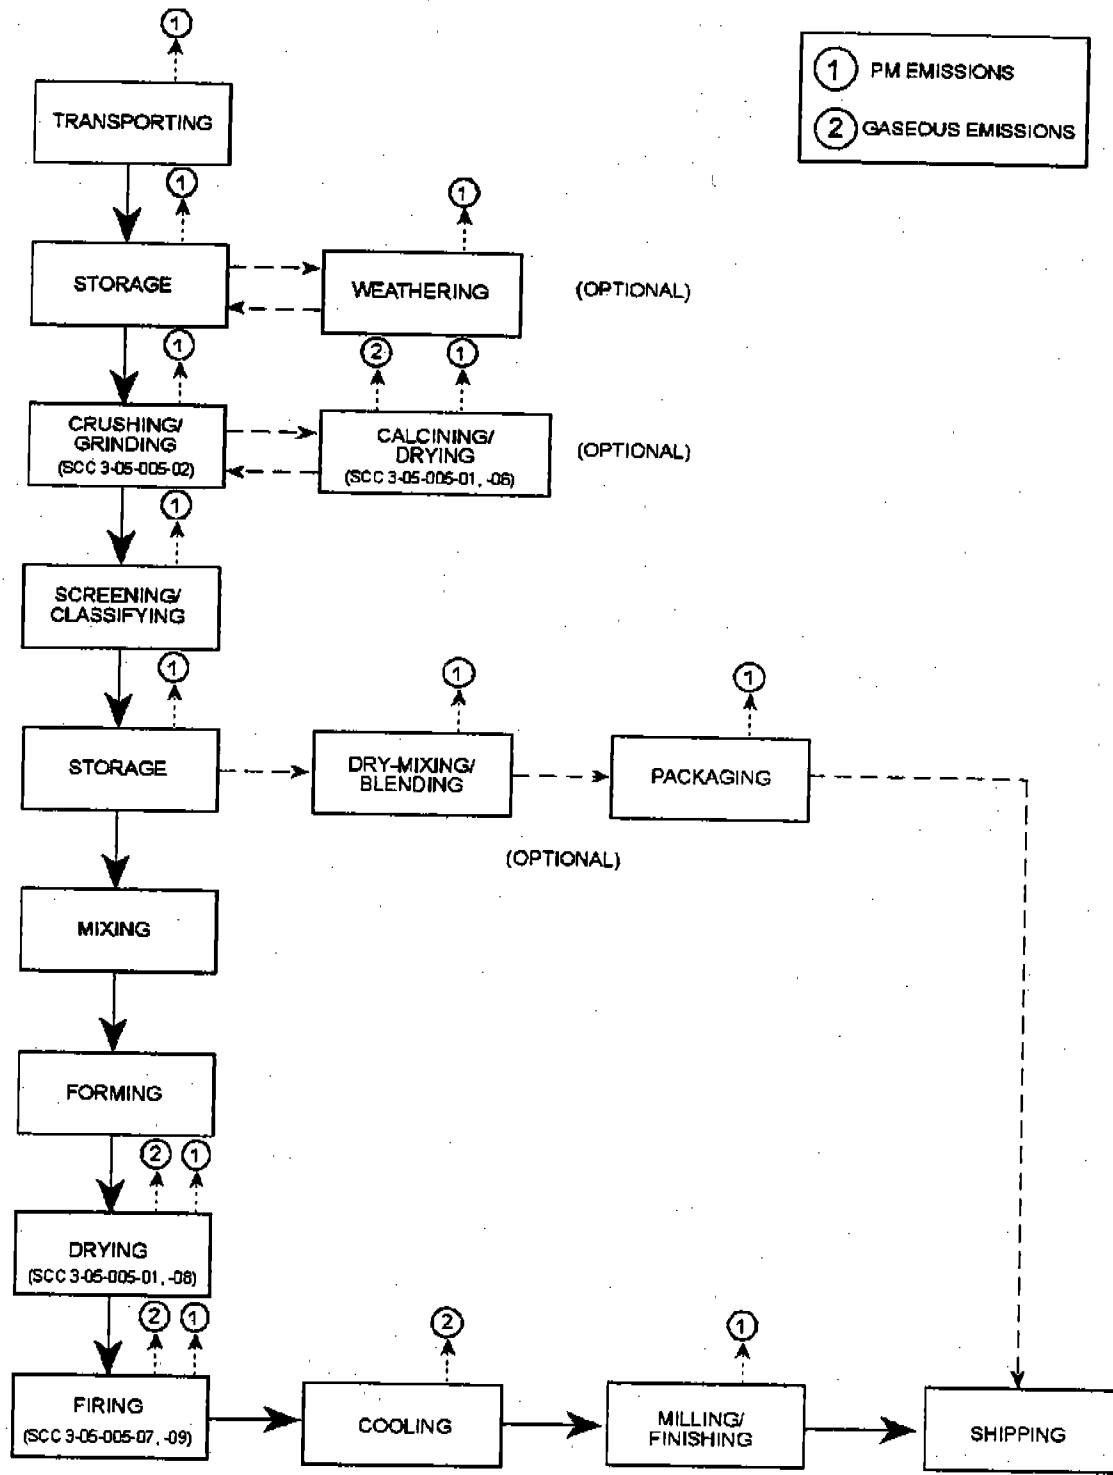 1
1 PM EMISSIONS
2 GASEOUS EMISSIONS
TRANSPORTING
1
1
STORAGE
WEATHERING
(OPTIONAL)
1
2
1
CRUSHING/
GRINDING
(SCC 3-05-005-02)
CALCINING/
DRYING
(SCC 3-05-005-01, -08)
(OPTIONAL)
1
SCREENING/
CLASSIFYING
1
1
1
STORAGE
DRY-MIXING/
BLENDING
PACKAGING
(OPTIONAL)
MIXING
FORMING
2
1
DRYING
(SCC 3-05-005-01, -08)
2
1
2
1
FIRING
(SCC 3-05-005-07, -09)
COOLING
MILLING/
FINISHING
SHIPPING